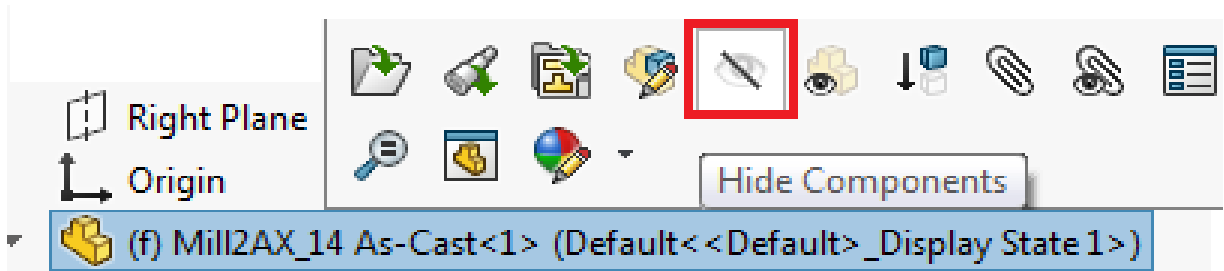 Right Plane
Origin
Hide Components
(f) Mill2AX_14 As-Cast<1> (Default<<Default>_Display State 1>)